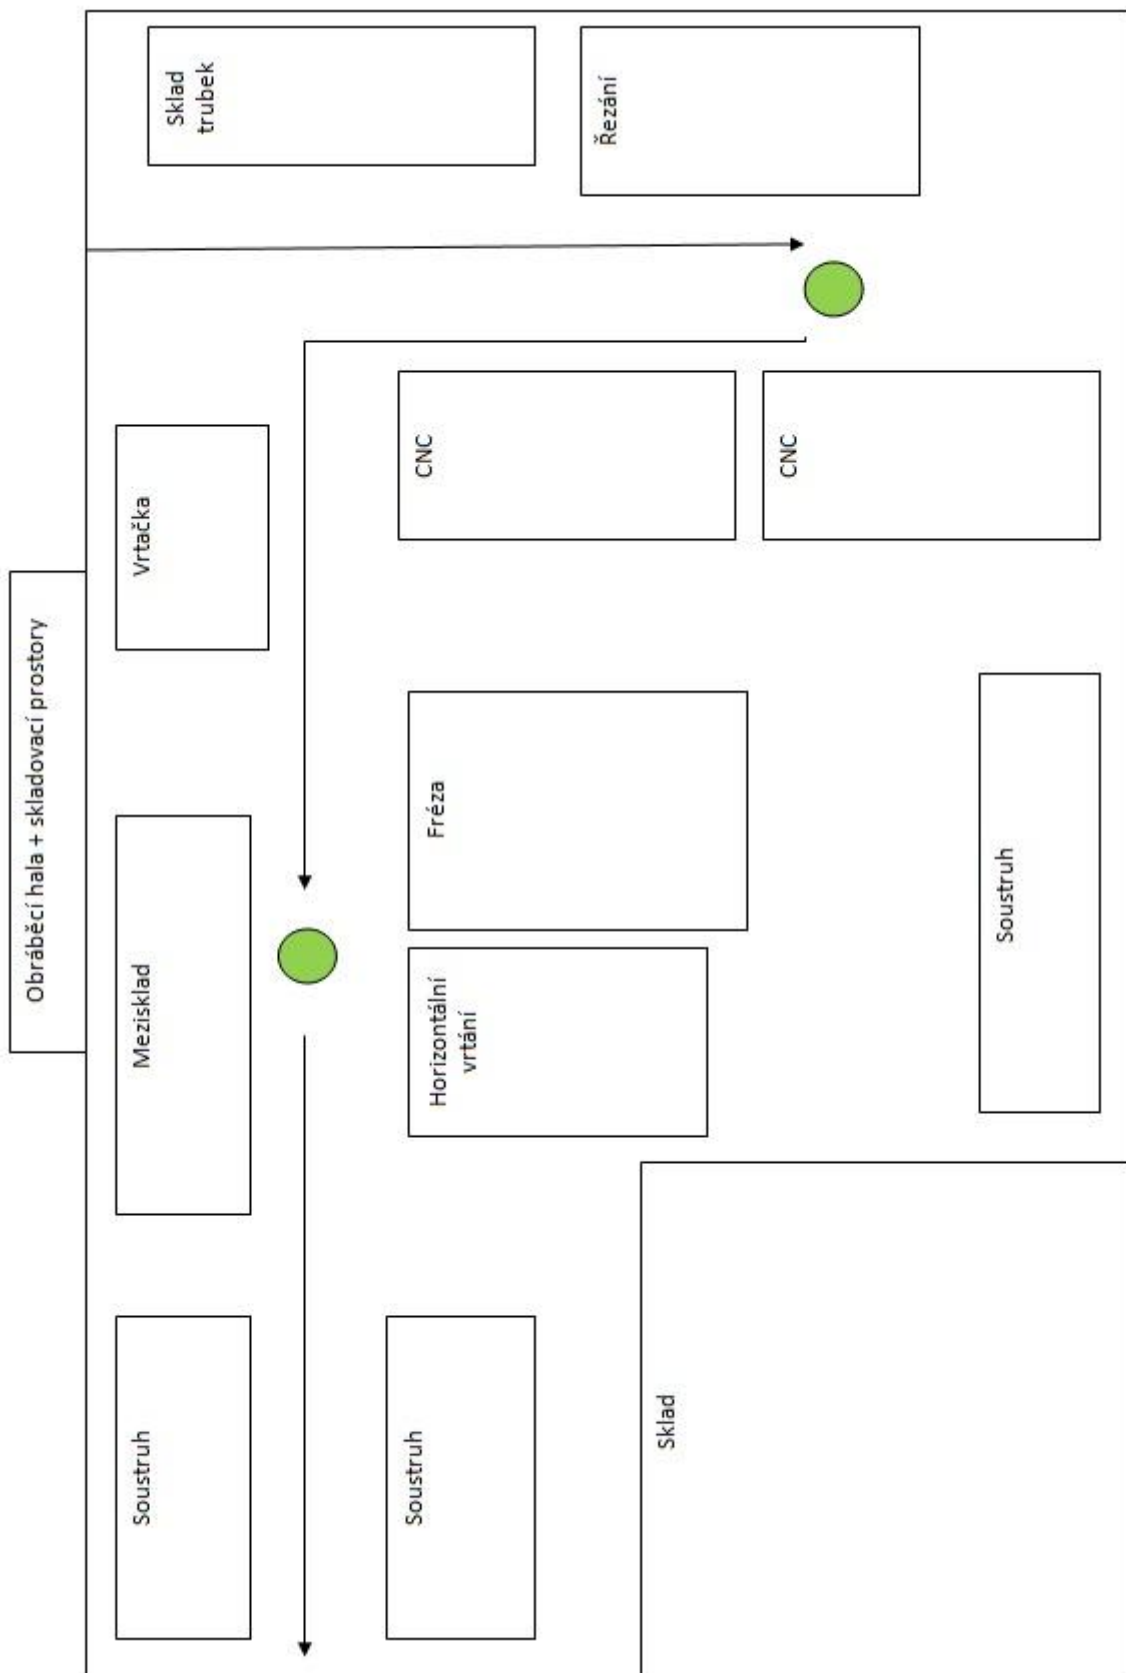 Obráběcí hala + skladovací prostory
Soustruh
Mezisklad
Vrtačka
Sklad
trubek
Soustruh
Horizontální
vrtání
Fréza
CNC
Řezání
Sklad
Soustruh
CNC